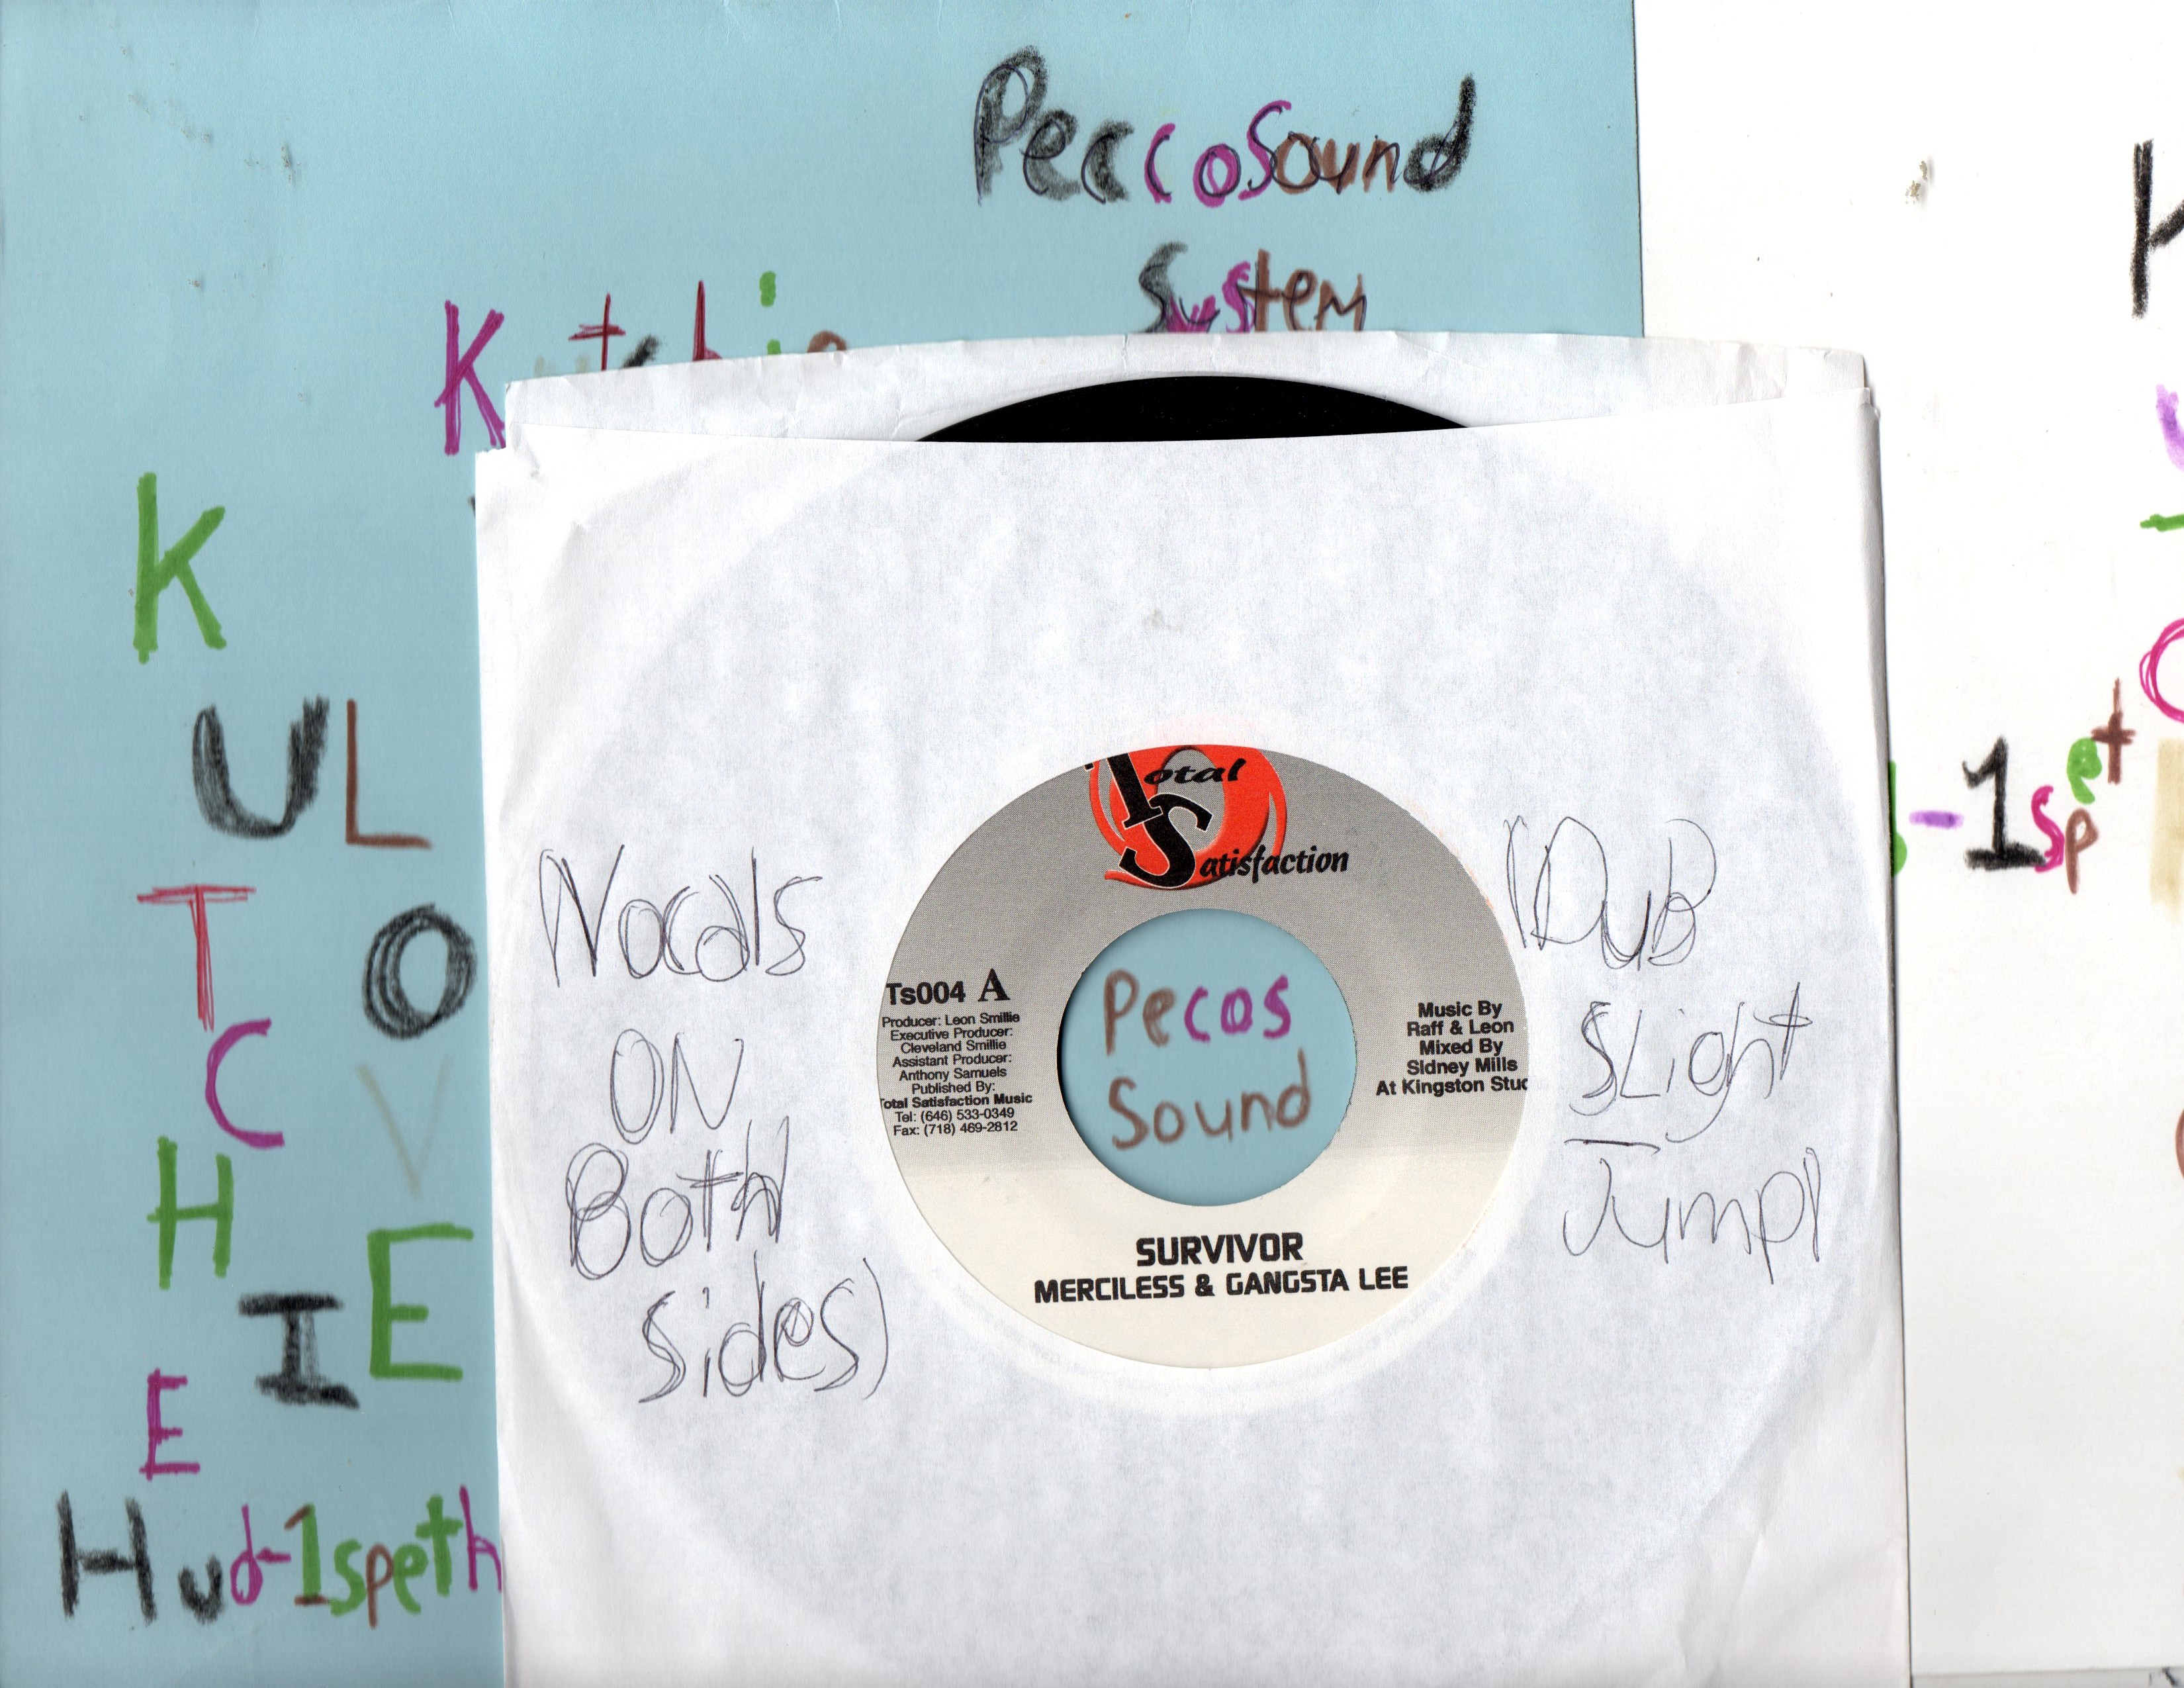 PeccoSound
System
K
U L
T O
C V
H E
I
E
Hud-1speth
-1spet
(Vocals
ON
Both
Sides)
(DuB
SLight
Jump)
Total
Satisfaction
Ts004 A
Producer: Leon Smillie
Executive Producer:
Cleveland Smillie
Assistant Producer:
Anthony Samuels
Published By:
Total Satisfaction Music
Tel: (646) 533-0349
Fax: (718) 469-2812
Pecos
Sound
Music By
Raff & Leon
Mixed By
Sidney Mills
At Kingston Stuc
SURVIVOR
MERCILESS & GANGSTA LEE